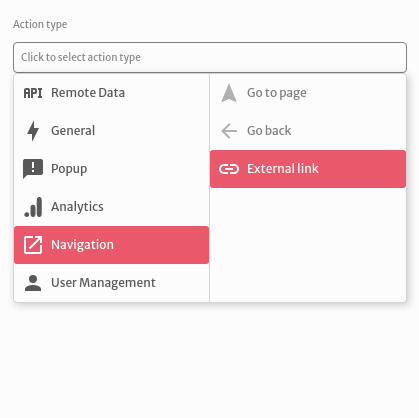 Action type
Click to select action type
API Remote Data
General
Popup
Analytics
Navigation
User Management
Go to page
Go back
External link